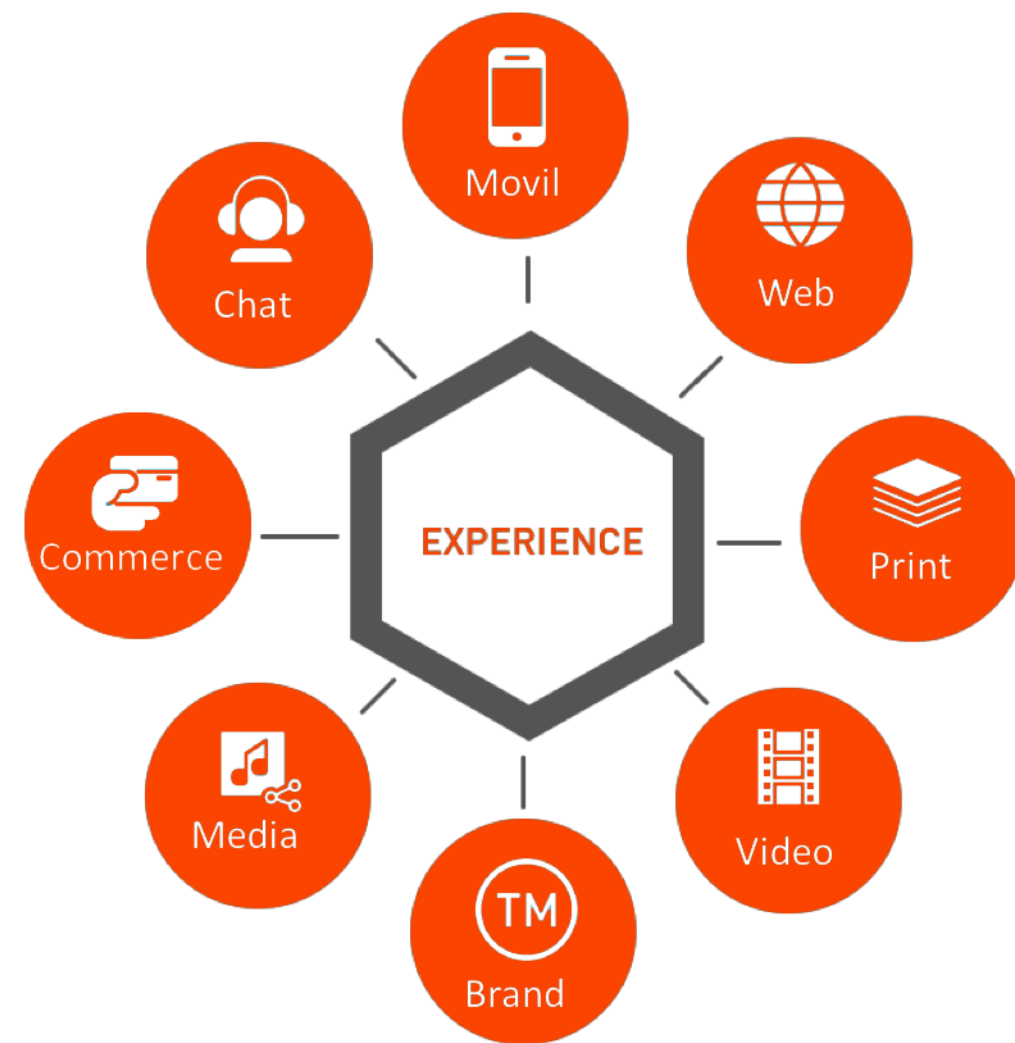 Movil
Chat
Web
Commerce
EXPERIENCE
Print
Media
Video
TM
Brand